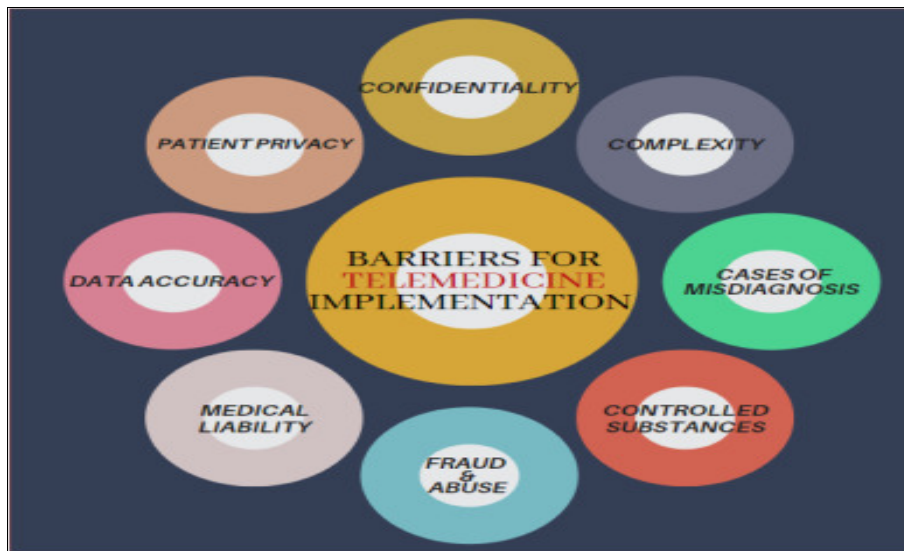 CONFIDENTIALITY
PATIENT PRIVACY
COMPLEXITY
BARRIERS FOR
TELEMEDICINE
IMPLEMENTATION
DATA ACCURACY
CASES OF
MISDIAGNOSIS
MEDICAL
LIABILITY
CONTROLLED
SUBSTANCES
FRAUD
&
ABUSE